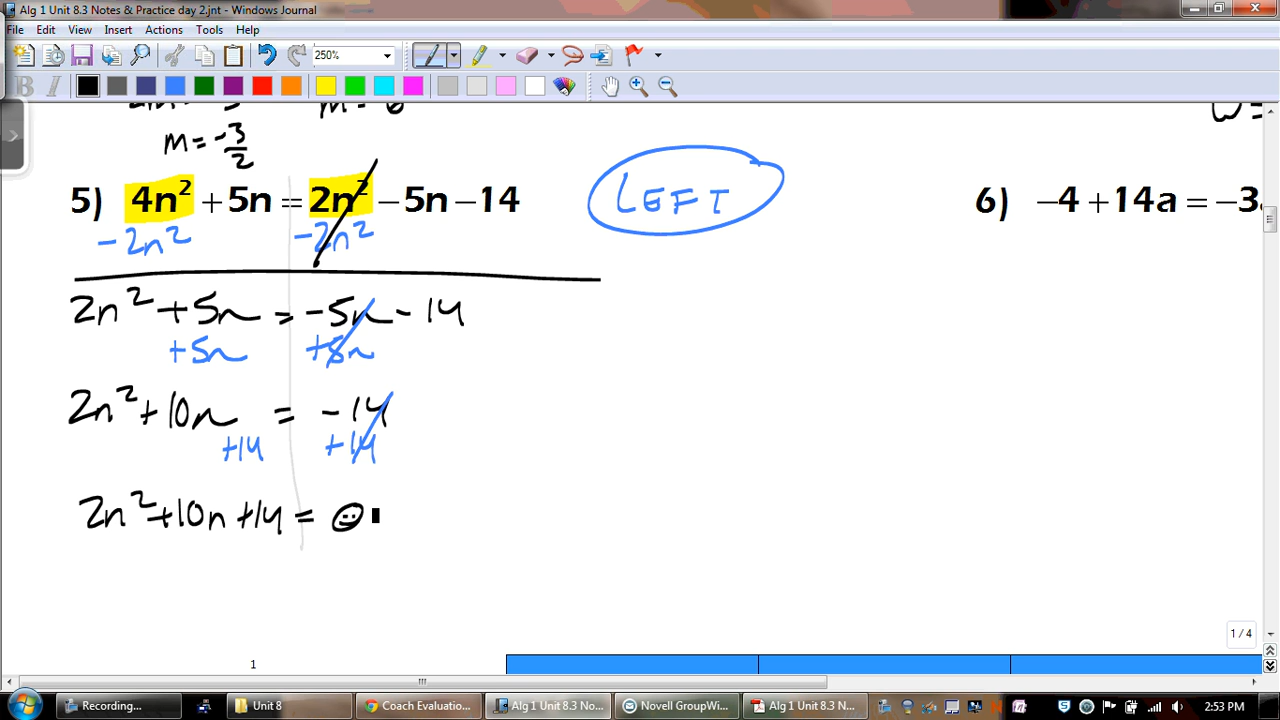 Alg 1 Unit 8.3 Notes & Practice day 2.jnt - Windows Journal
File Edit View Insert Actions Tools Help
250%
B I
m = -3/2
5) 4n² + 5n = 2n² - 5n - 14
LEFT
6) -4 + 14a = -3
- 2n² - 2n²
2n² + 5n = - 5n - 14
+ 5n + 5n
2n² + 10n = - 14
+14 + 14
2n² + 10n + 14 =
1 / 4
1
Recording...
Unit 8
Coach Evaluatio...
Alg 1 Unit 8.3 No...
Novell GroupWi...
Alg 1 Unit 8.3 No...
2:53 PM